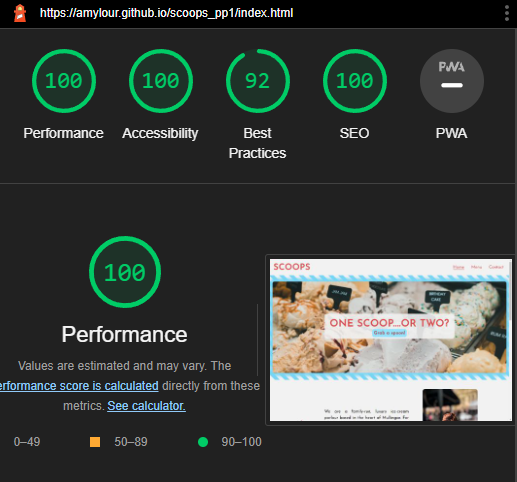 https://amylour.github.io/scoops_pp1/index.html
100
100
92
100
PWA
Performance
Accessibility
Best
Practices
SEO
PWA
100
Performance
Values are estimated and may vary. The
erformance score is calculated directly from these
metrics. See calculator.
0–49
50–89
90–100
SCOOPS
Home Menu Contact
ONE SCOOP...OR TWO?
Grab a spoon!
We are a family-run, luxury ice-cream
parlour based in the heart of Mullingar. For